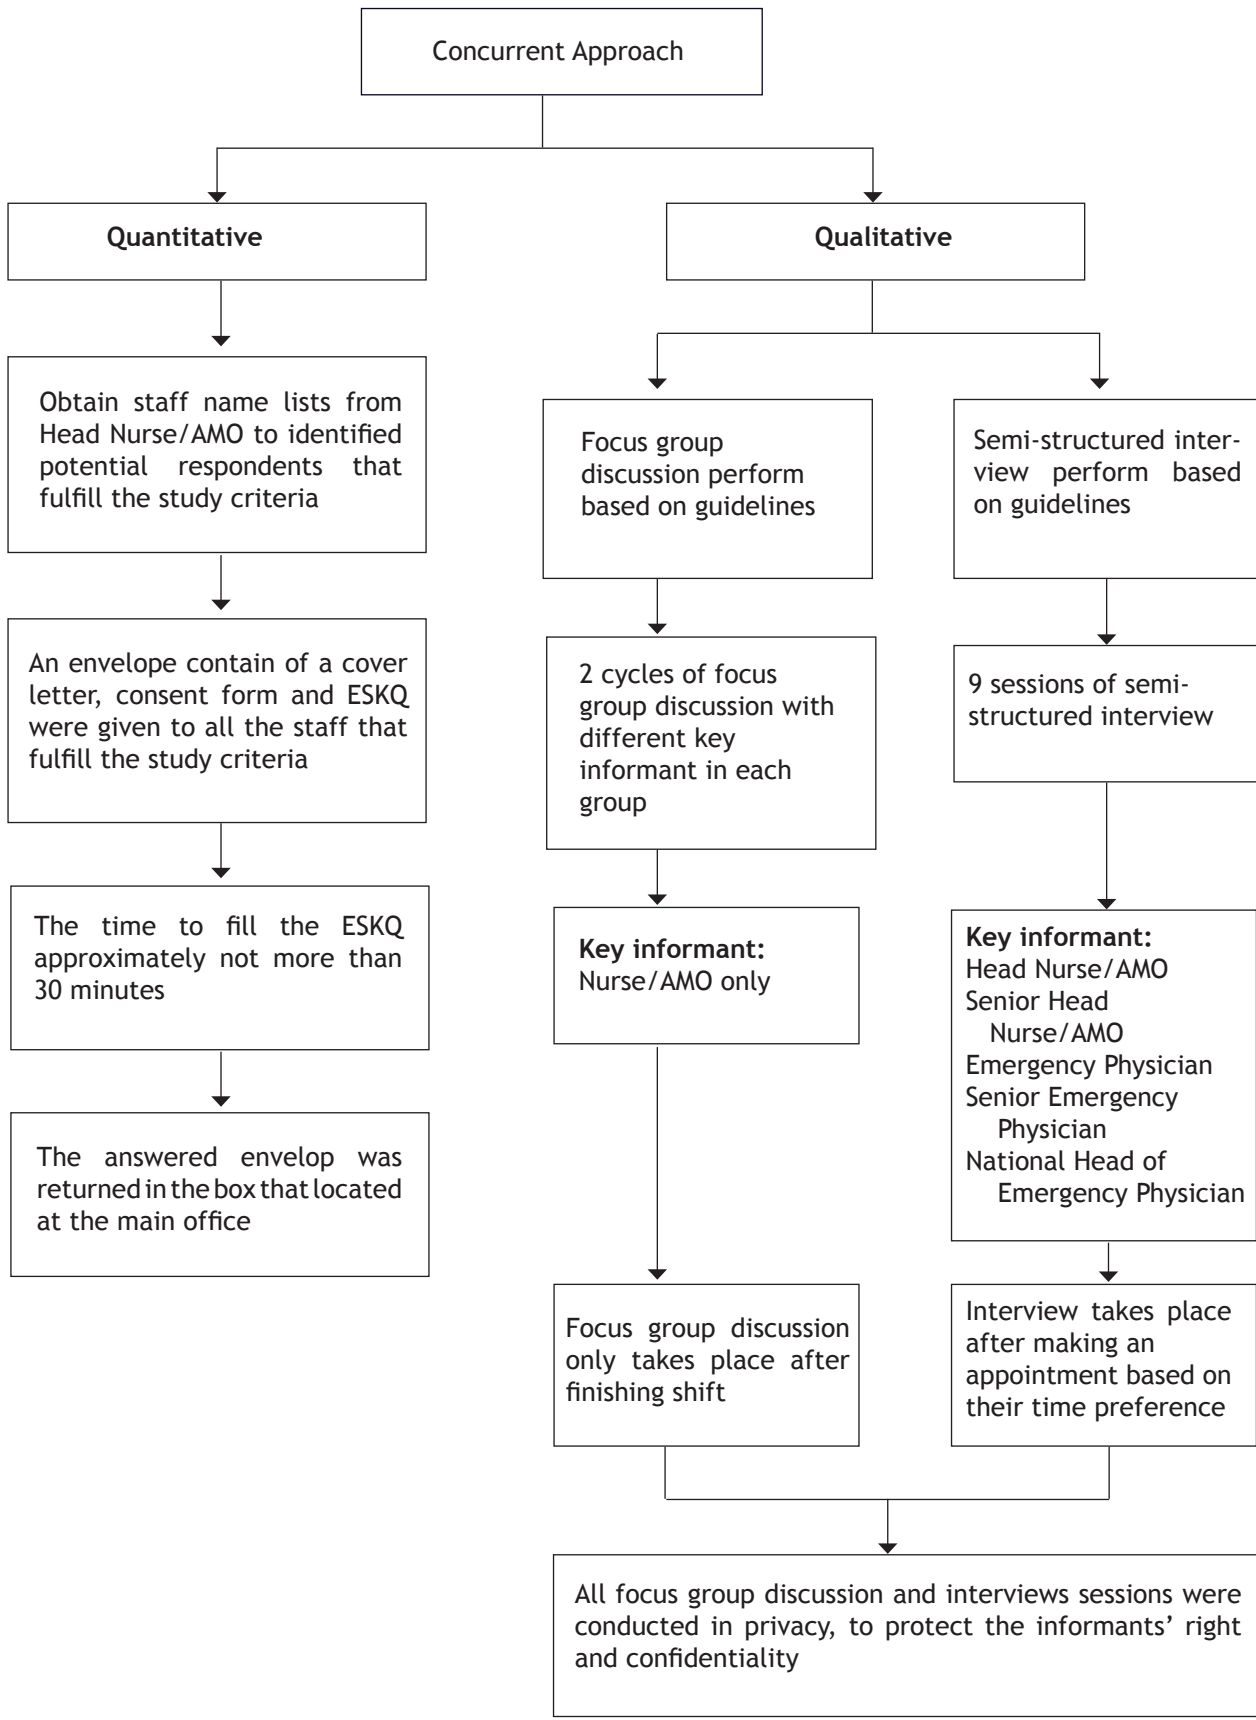 Concurrent Approach
Quantitative
Qualitative
Obtain staff name lists from
Head Nurse/AMO to identified
potential respondents that
fulfill the study criteria
An envelope contain of a cover
letter, consent form and ESKQ
were given to all the staff that
fulfill the study criteria
The time to fill the ESKQ
approximately not more than
30 minutes
The answered envelop was
returned in the box that located
at the main office
Focus group
discussion perform
based on guidelines
2 cycles of focus
group discussion with
different key
informant in each
group
Key informant:
Nurse/AMO only
Focus group discussion
only takes place after
finishing shift
Semi-structured inter-
view perform based
on guidelines
9 sessions of semi-
structured interview
Key informant:
Head Nurse/AMO
Senior Head
Nurse/AMO
Emergency Physician
Senior Emergency
Physician
National Head of
Emergency Physician
Interview takes place
after making an
appointment based on
their time preference
All focus group discussion and interviews sessions were
conducted in privacy, to protect the informants’ right
and confidentiality